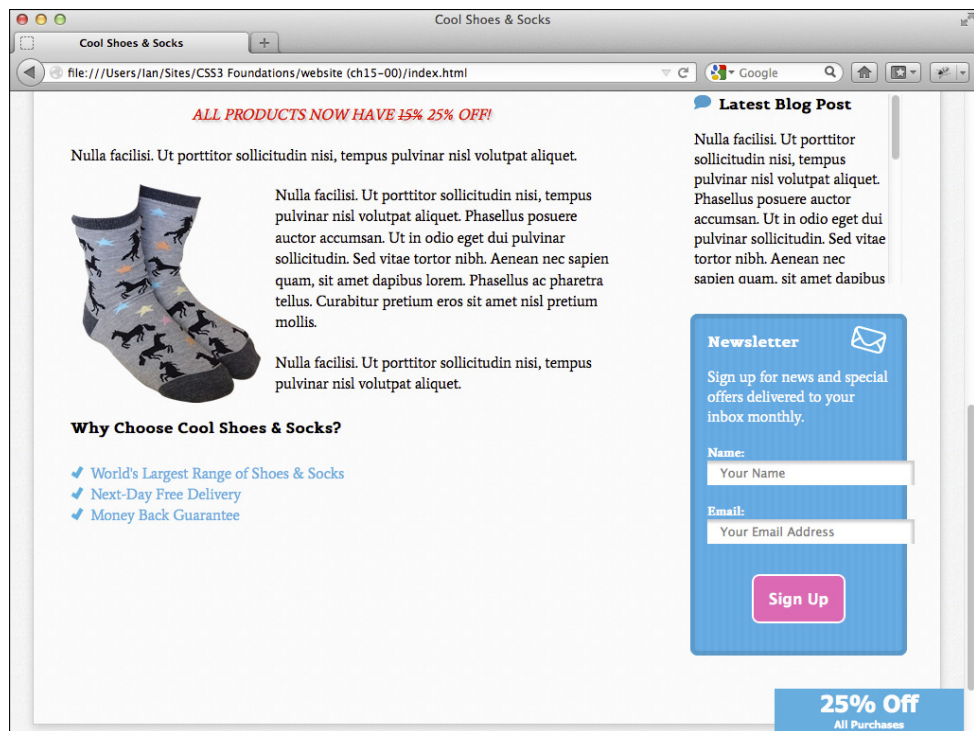 Cool Shoes & Socks
Cool Shoes & Socks
file:///Users/Ian/Sites/CSS3 Foundations/website (ch15-00)/index.html
Google
ALL PRODUCTS NOW HAVE 15% 25% OFF!
Nulla facilisi. Ut porttitor sollicitudin nisi, tempus pulvinar nisl volutpat aliquet.
Nulla facilisi. Ut porttitor sollicitudin nisi, tempus
pulvinar nisl volutpat aliquet. Phasellus posuere
auctor accumsan. Ut in odio eget dui pulvinar
sollicitudin. Sed vitae tortor nibh. Aenean nec sapien
quam, sit amet dapibus lorem. Phasellus ac pharetra
tellus. Curabitur pretium eros sit amet nisl pretium
mollis.
Nulla facilisi. Ut porttitor sollicitudin nisi, tempus
pulvinar nisl volutpat aliquet.
Why Choose Cool Shoes & Socks?
World's Largest Range of Shoes & Socks
Next-Day Free Delivery
Money Back Guarantee
Latest Blog Post
Nulla facilisi. Ut porttitor
sollicitudin nisi, tempus
pulvinar nisl volutpat aliquet.
Phasellus posuere auctor
accumsan. Ut in odio eget dui
pulvinar sollicitudin. Sed vitae
tortor nibh. Aenean nec
sapien quam, sit amet dapibus
Newsletter
Sign up for news and special
offers delivered to your
inbox monthly.
Name:
Your Name
Email:
Your Email Address
Sign Up
25% Off
All Purchases